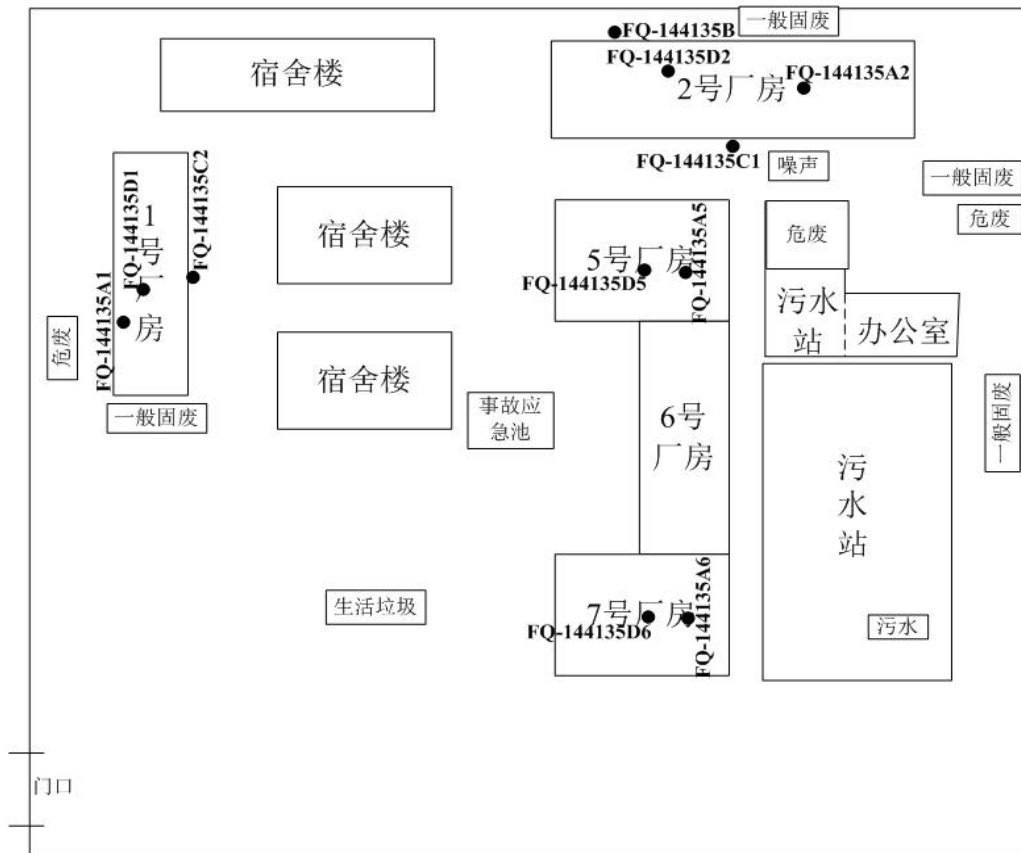 一般固废
FQ-144135B
宿舍楼
FQ-144135D2
2号厂房
FQ-144135A2
FQ-144135C1
噪声
一般固废
危废
1
号
厂
房
FQ-144135D1
FQ-144135C2
FQ-144135A1
危废
一般固废
宿舍楼
宿舍楼
5号厂房
FQ-144135D5
FQ-144135A5
危废
污水
站
办公室
事故应
急池
6号
厂房
一般固废
污
水
站
污水
生活垃圾
7号厂房
FQ-144135D6
FQ-144135A6
门口